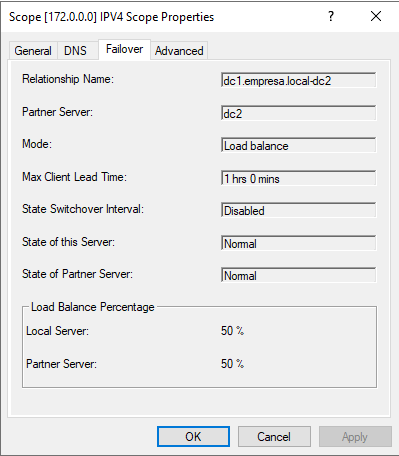 Scope [172.0.0.0] IPV4 Scope Properties
? ×
General DNS Failover Advanced
Relationship Name: dc1.empresa.local-dc2
Partner Server: dc2
Mode: Load balance
Max Client Lead Time: 1 hrs 0 mins
State Switchover Interval: Disabled
State of this Server: Normal
State of Partner Server: Normal
Load Balance Percentage
Local Server: 50 %
Partner Server: 50 %
OK Cancel Apply